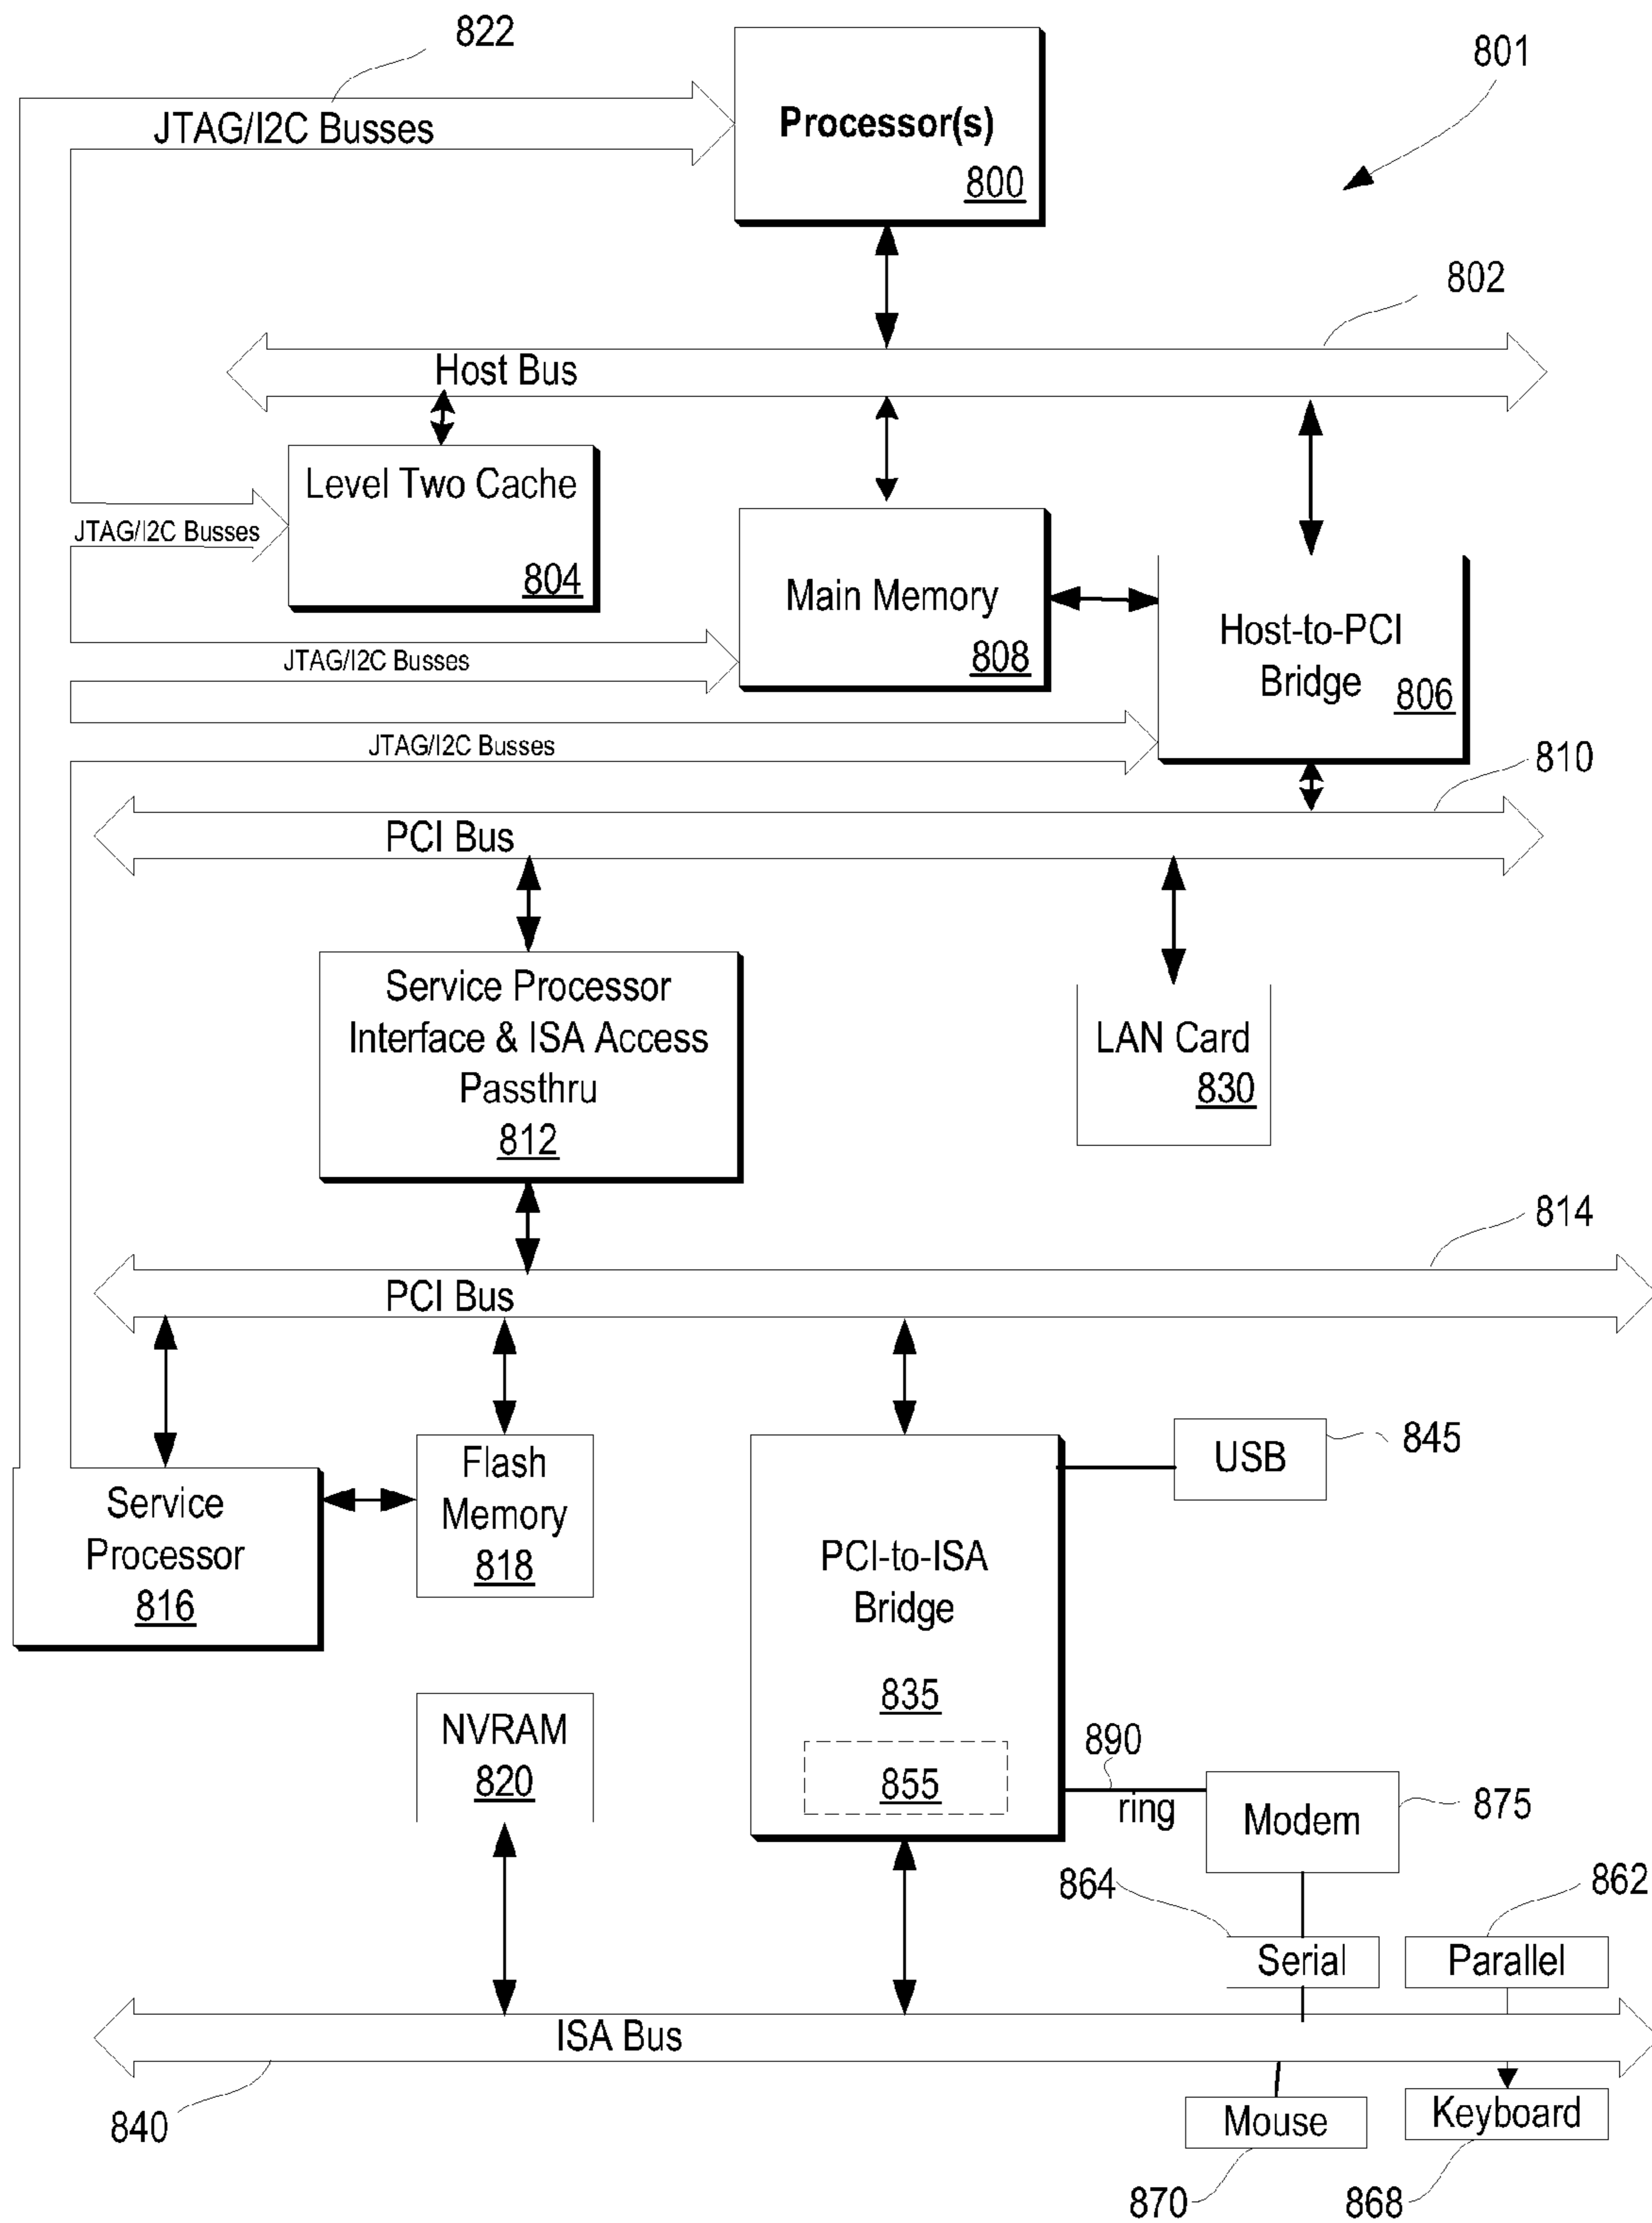 822
801
JTAG/I2C Busses
Processor(s)
800
802
Host Bus
Level Two Cache
804
JTAG/I2C Busses
Main Memory
808
Host-to-PCI
Bridge
806
JTAG/I2C Busses
JTAG/I2C Busses
810
PCI Bus
Service Processor
Interface & ISA Access
Passthru
812
LAN Card
830
814
PCI Bus
Service
Processor
816
Flash
Memory
818
USB
845
PCI-to-ISA
Bridge
835
855
NVRAM
820
890
ring
Modem
875
864
862
Serial
Parallel
ISA Bus
840
Mouse
Keyboard
870
868